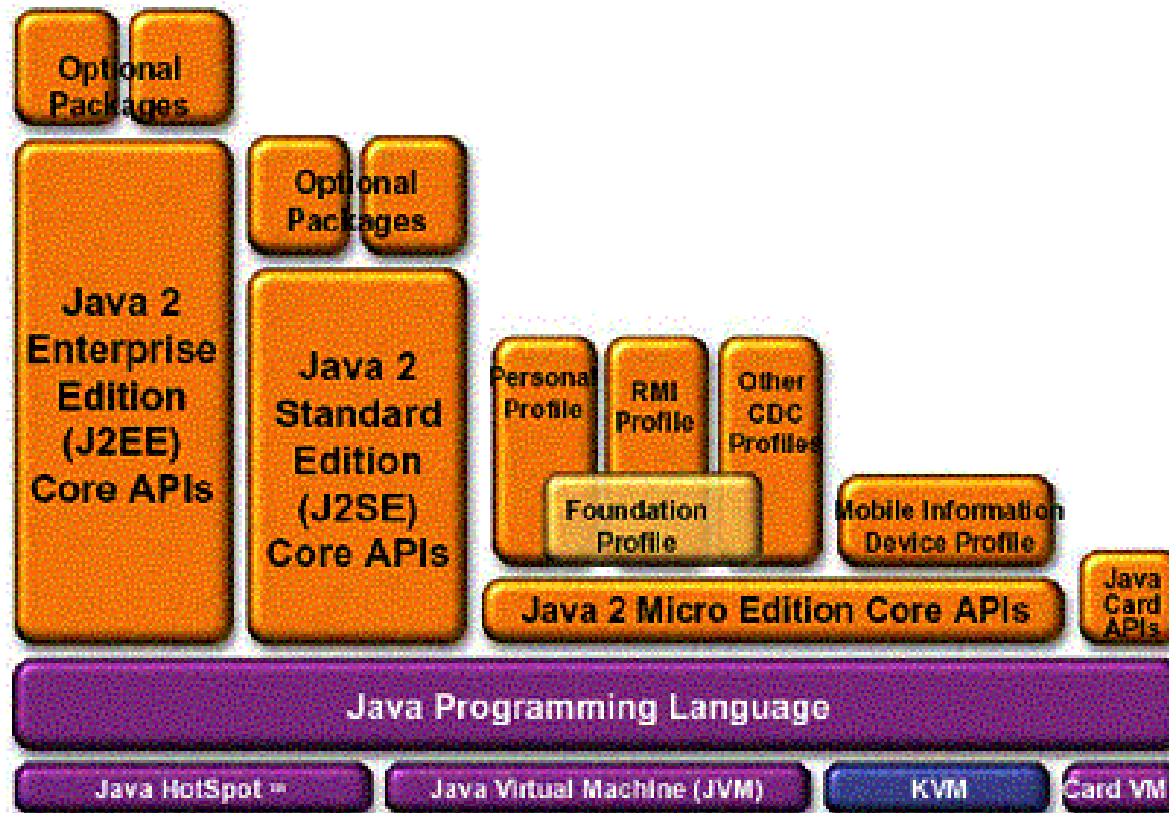 Optional
Packages
Optional
Packages
Java 2
Enterprise
Edition
(J2EE)
Core APIs
Java 2
Standard
Edition
(J2SE)
Core APIs
Personal
Profile
RMI
Profile
Other
CDC
Profiles
Foundation
Profile
Mobile Information
Device Profile
Java 2 Micro Edition Core APIs
Java
Card
APIs
Java Programming Language
Java HotSpot ™
Java Virtual Machine (JVM)
KVM
Card VM